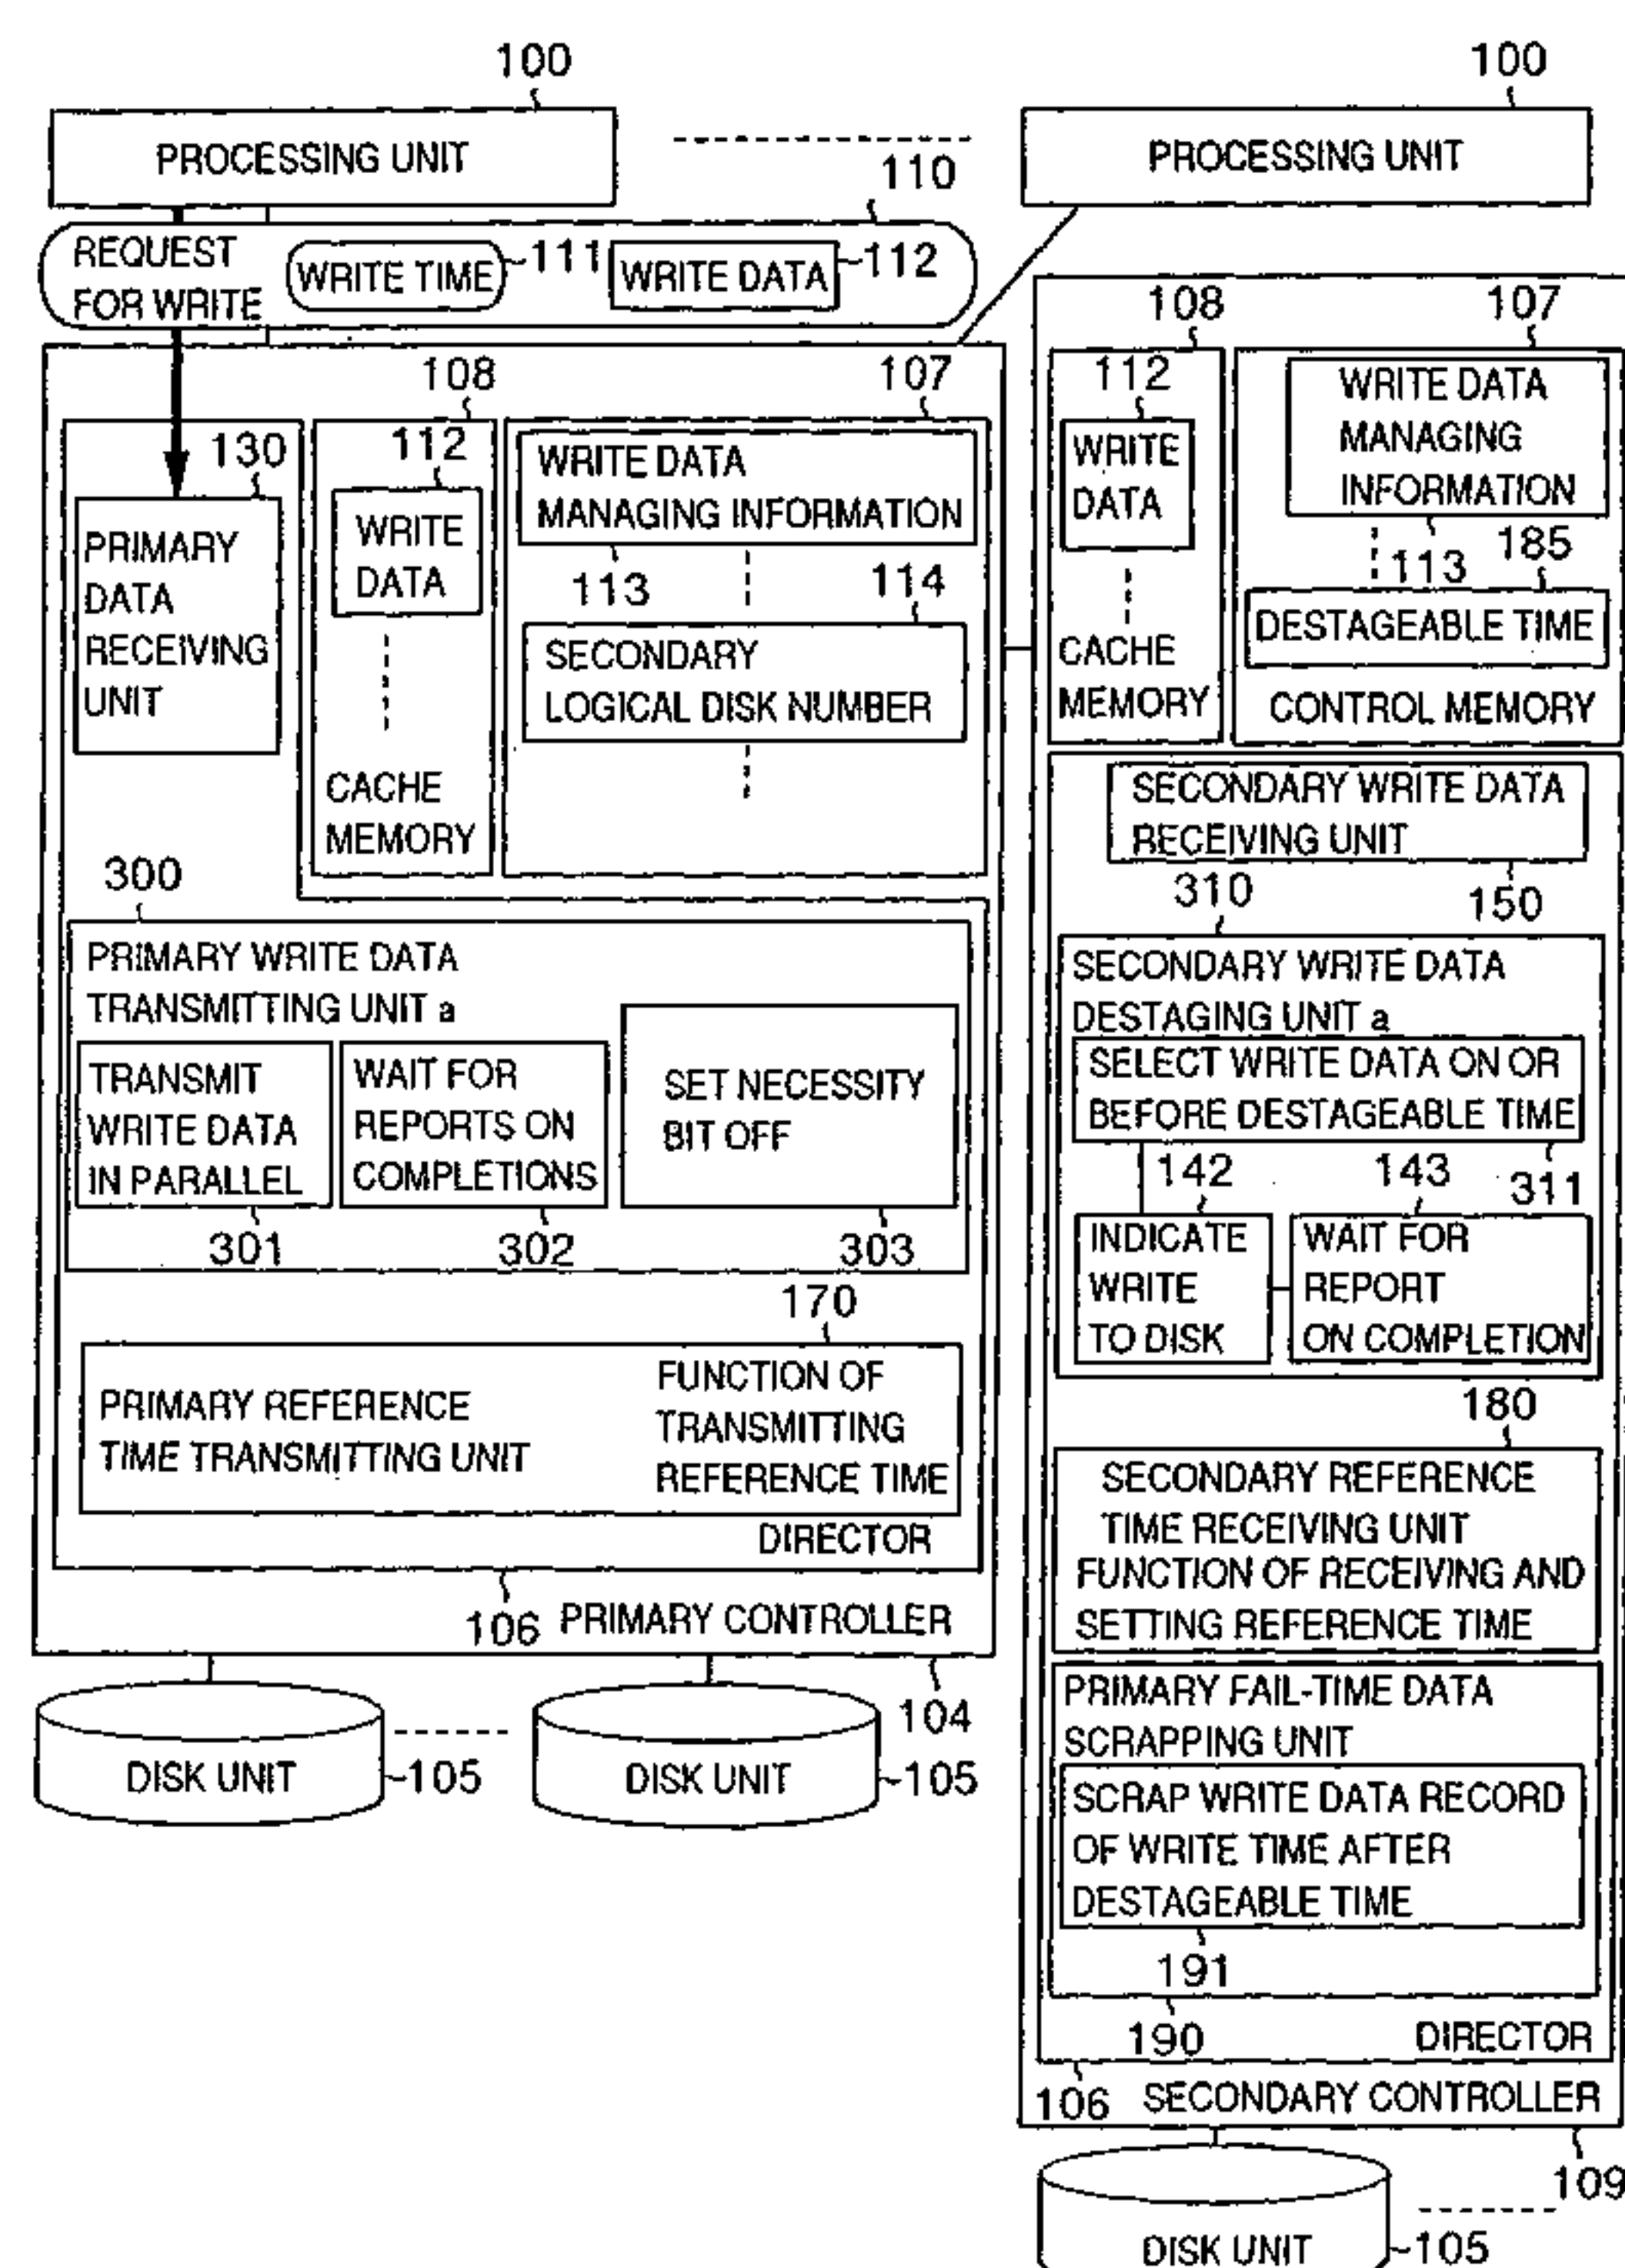 100
100
PROCESSING UNIT
PROCESSING UNIT
110
REQUEST
FOR WRITE
WRITE TIME
111
WRITE DATA
112
108
107
130
PRIMARY
DATA
RECEIVING
UNIT
112
WRITE
DATA
CACHE
MEMORY
WRITE DATA
MANAGING INFORMATION
113
114
SECONDARY
LOGICAL DISK NUMBER
300
PRIMARY WRITE DATA
TRANSMITTING UNIT a
TRANSMIT
WRITE DATA
IN PARALLEL
301
WAIT FOR
REPORTS ON
COMPLETIONS
302
SET NECESSITY
BIT OFF
303
170
PRIMARY REFERENCE
TIME TRANSMITTING UNIT
FUNCTION OF
TRANSMITTING
REFERENCE TIME
DIRECTOR
106
PRIMARY CONTROLLER
104
DISK UNIT
105
DISK UNIT
105
108
107
112
WRITE
DATA
CACHE
MEMORY
WRITE DATA
MANAGING
INFORMATION
113
185
DESTAGEABLE TIME
CONTROL MEMORY
SECONDARY WRITE DATA
RECEIVING UNIT
150
310
SECONDARY WRITE DATA
DESTAGING UNIT a
SELECT WRITE DATA ON OR
BEFORE DESTAGEABLE TIME
311
142
143
INDICATE
WRITE
TO DISK
WAIT FOR
REPORT
ON COMPLETION
180
SECONDARY REFERENCE
TIME RECEIVING UNIT
FUNCTION OF RECEIVING AND
SETTING REFERENCE TIME
PRIMARY FAIL-TIME DATA
SCRAPPING UNIT
SCRAP WRITE DATA RECORD
OF WRITE TIME AFTER
DESTAGEABLE TIME
191
190
DIRECTOR
106
SECONDARY CONTROLLER
109
DISK UNIT
105